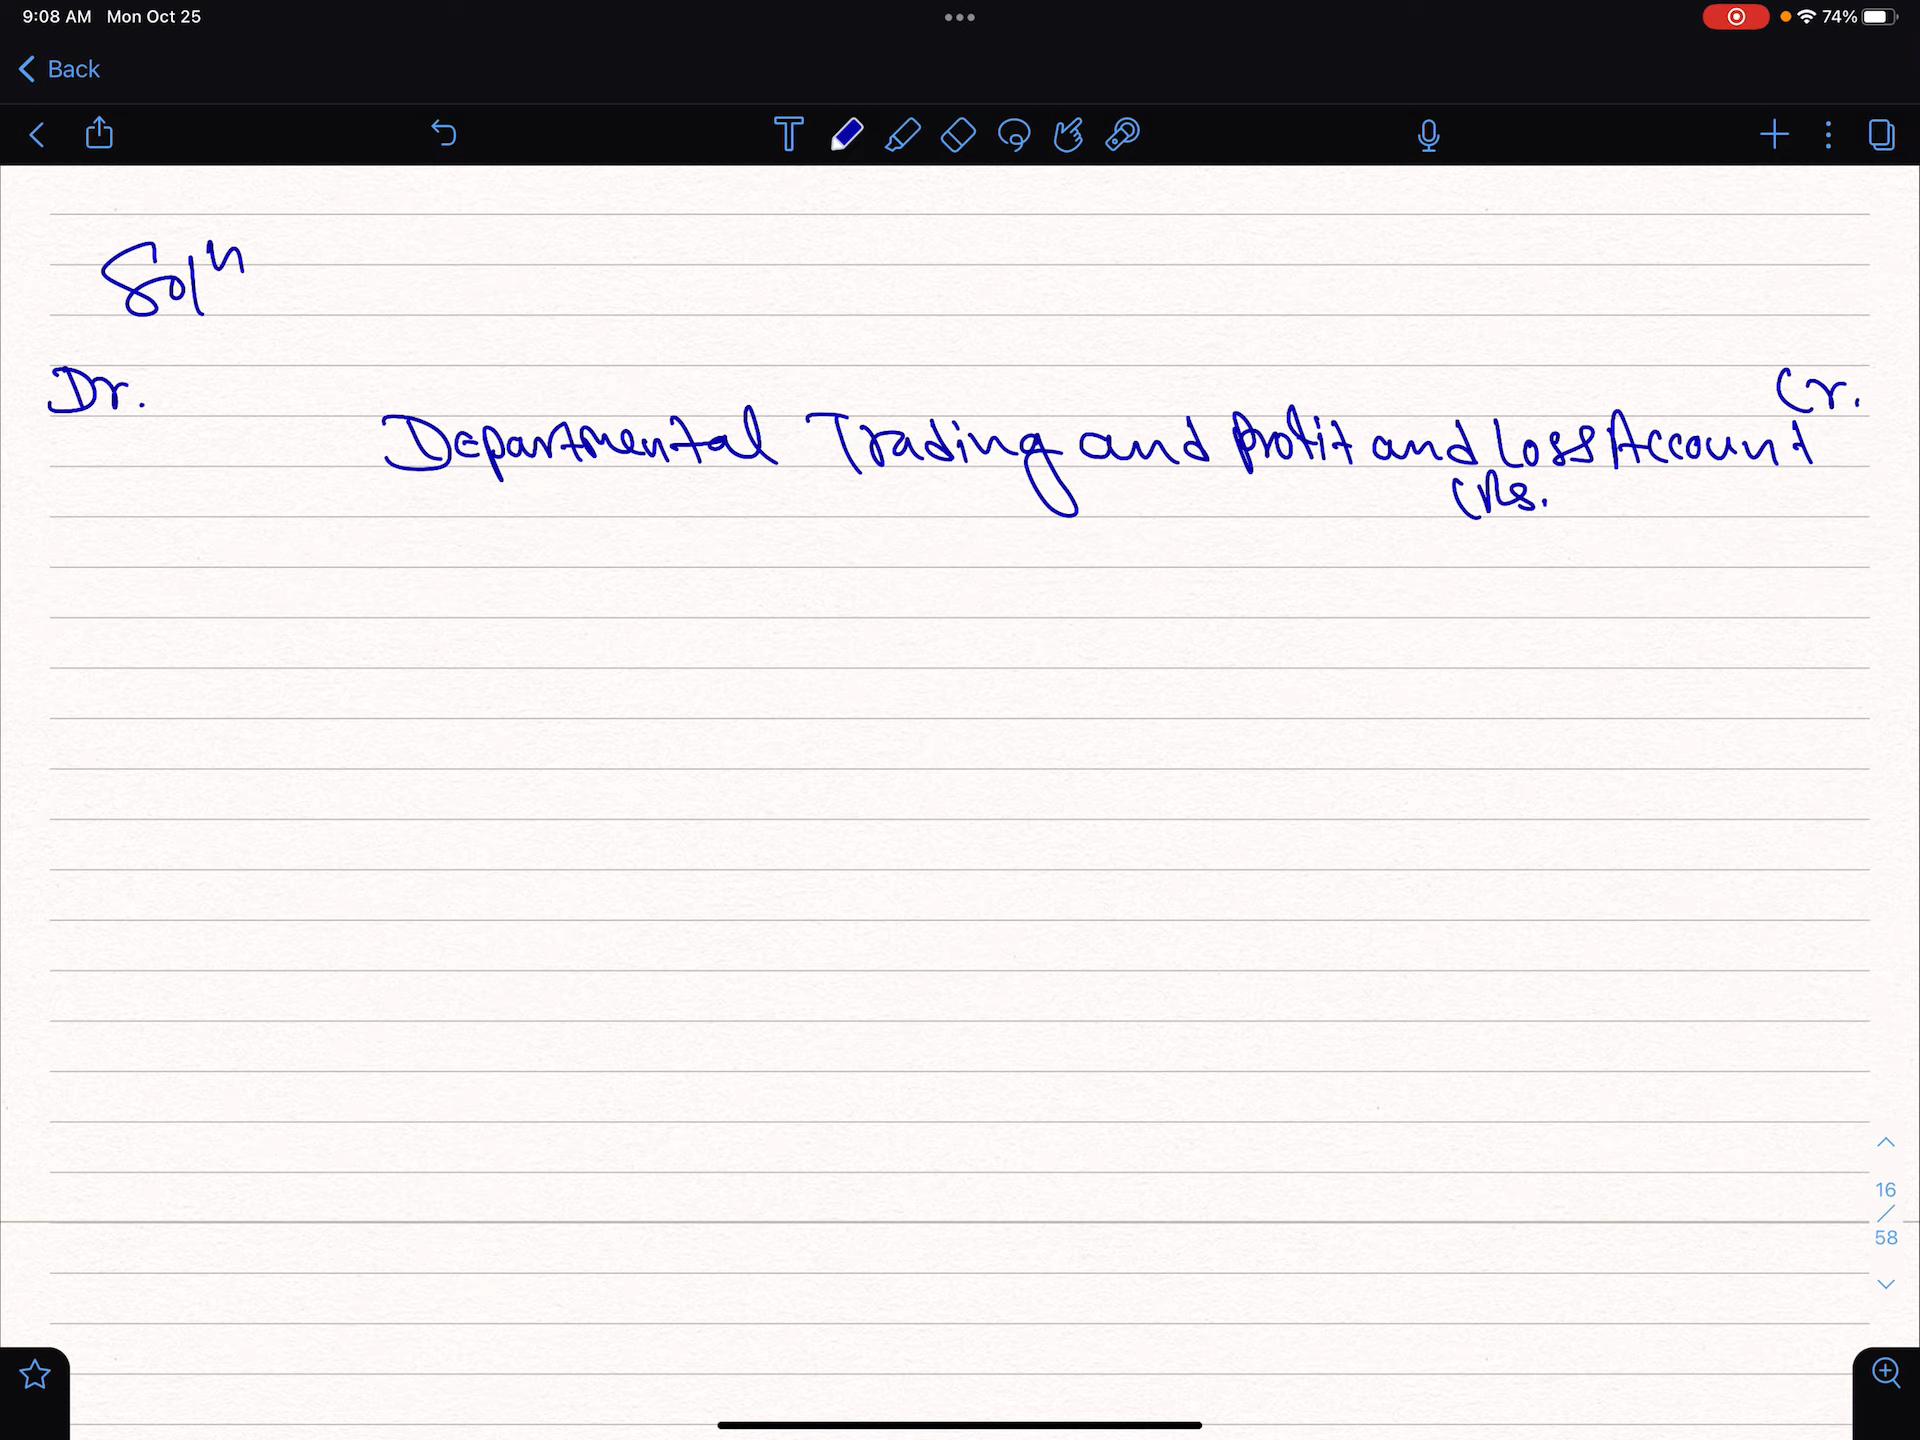 9:08 AM Mon Oct 25
74%
Back
Solⁿ
Dr. Cr.
Departmental Trading and Profit and Loss Account
(Rs.
16
/
58